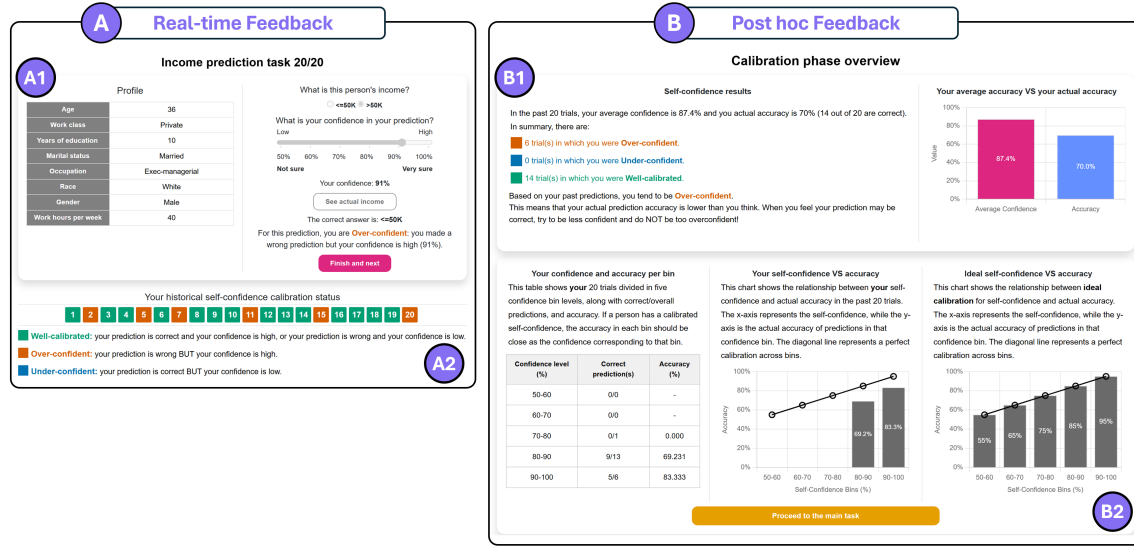 A
Real-time Feedback
A1
Income prediction task 20/20
Profile
Age 36
Work class Private
Years of education 10
Marital status Married
Occupation Exec-managerial
Race White
Gender Male
Work hours per week 40
What is this person's income?
<=50K >50K
What is your confidence in your prediction?
Low High
50% 60% 70% 80% 90% 100%
Not sure Very sure
Your confidence: 91%
See actual income
The correct answer is: <=50K
For this prediction, you are Over-confident: you made a
wrong prediction but your confidence is high (91%).
Finish and next
Your historical self-confidence calibration status
1 2 3 4 5 6 7 8 9 10 11 12 13 14 15 16 17 18 19 20
Well-calibrated: your prediction is correct and your confidence is high, or your prediction is wrong and your confidence is low.
Over-confident: your prediction is wrong BUT your confidence is high.
Under-confident: your prediction is correct BUT your confidence is low.
A2
B
Post hoc Feedback
B1
Calibration phase overview
Self-confidence results
In the past 20 trials, your average confidence is 87.4% and you actual accuracy is 70% (14 out of 20 are correct).
In summary, there are:
6 trial(s) in which you were Over-confident.
0 trial(s) in which you were Under-confident.
14 trial(s) in which you were Well-calibrated.
Based on your past predictions, you tend to be Over-confident.
This means that your actual prediction accuracy is lower than you think. When you feel your prediction may be
correct, try to be less confident and do NOT be too overconfident!
Your average accuracy VS your actual accuracy
100%
80%
60%
40%
20%
0%
Value
87.4%
70.0%
Average Confidence Accuracy
Your confidence and accuracy per bin
This table shows your 20 trials divided in five
confidence bin levels, along with correct/overall
predictions, and accuracy. If a person has a calibrated
self-confidence, the accuracy in each bin should be
close as the confidence corresponding to that bin.
Confidence level Correct Accuracy
(%) prediction(s) (%)
50-60 0/0 -
60-70 0/0 -
70-80 0/1 0.000
80-90 9/13 69.231
90-100 5/6 83.333
Your self-confidence VS accuracy
This chart shows the relationship between your self-
confidence and actual accuracy in the past 20 trials.
The x-axis represents the self-confidence, while the y-
axis is the actual accuracy of predictions in that
confidence bin. The diagonal line represents a perfect
calibration across bins.
100%
80%
60%
40%
20%
0%
Accuracy
69.2% 83.3%
50-60 60-70 70-80 80-90 90-100
Self-Confidence Bins (%)
Ideal self-confidence VS accuracy
This chart shows the relationship between ideal
calibration for self-confidence and actual accuracy.
The x-axis represents the self-confidence, while the y-
axis is the actual accuracy of predictions in that
confidence bin. The diagonal line represents a perfect
calibration across bins.
100%
80%
60%
40%
20%
0%
Accuracy
55% 65% 75% 85% 95%
50-60 60-70 70-80 80-90 90-100
Self-Confidence Bins (%)
Proceed to the main task
B2